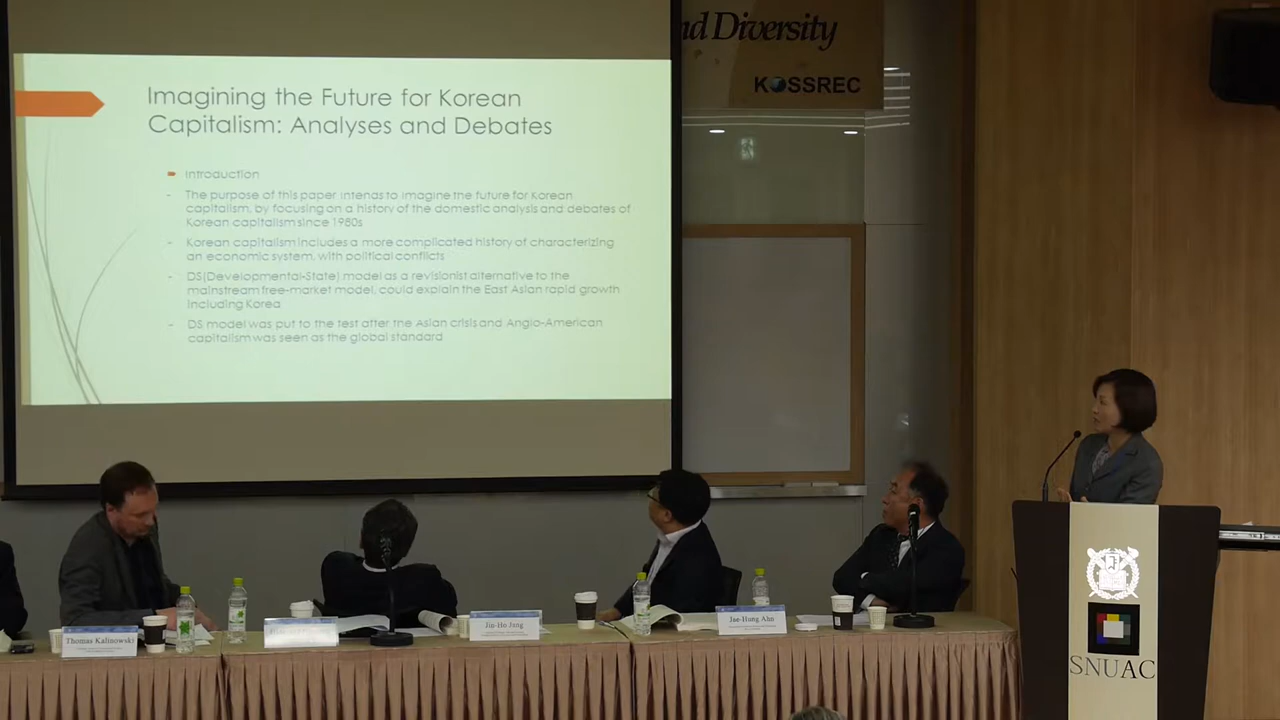 nd Diversity
KOSSREC
Imagining the Future for Korean
Capitalism: Analyses and Debates
Introduction
- The purpose of this paper intends to imagine the future for Korean
capitalism, by focusing on a history of the domestic analysis and debates of
Korean capitalism since 1980s
- Korean capitalism includes a more complicated history of characterizing
an economic system, with political conflicts
- DS(Developmental-State) model as a revisionist alternative to the
mainstream free-market model, could explain the East Asian rapid growth
including Korea
- DS model was put to the test after the Asian crisis and Anglo-American
capitalism was seen as the global standard
Thomas Kalinowski
Jin-Ho Jang
Jae-Hung Ahn
SNUAC